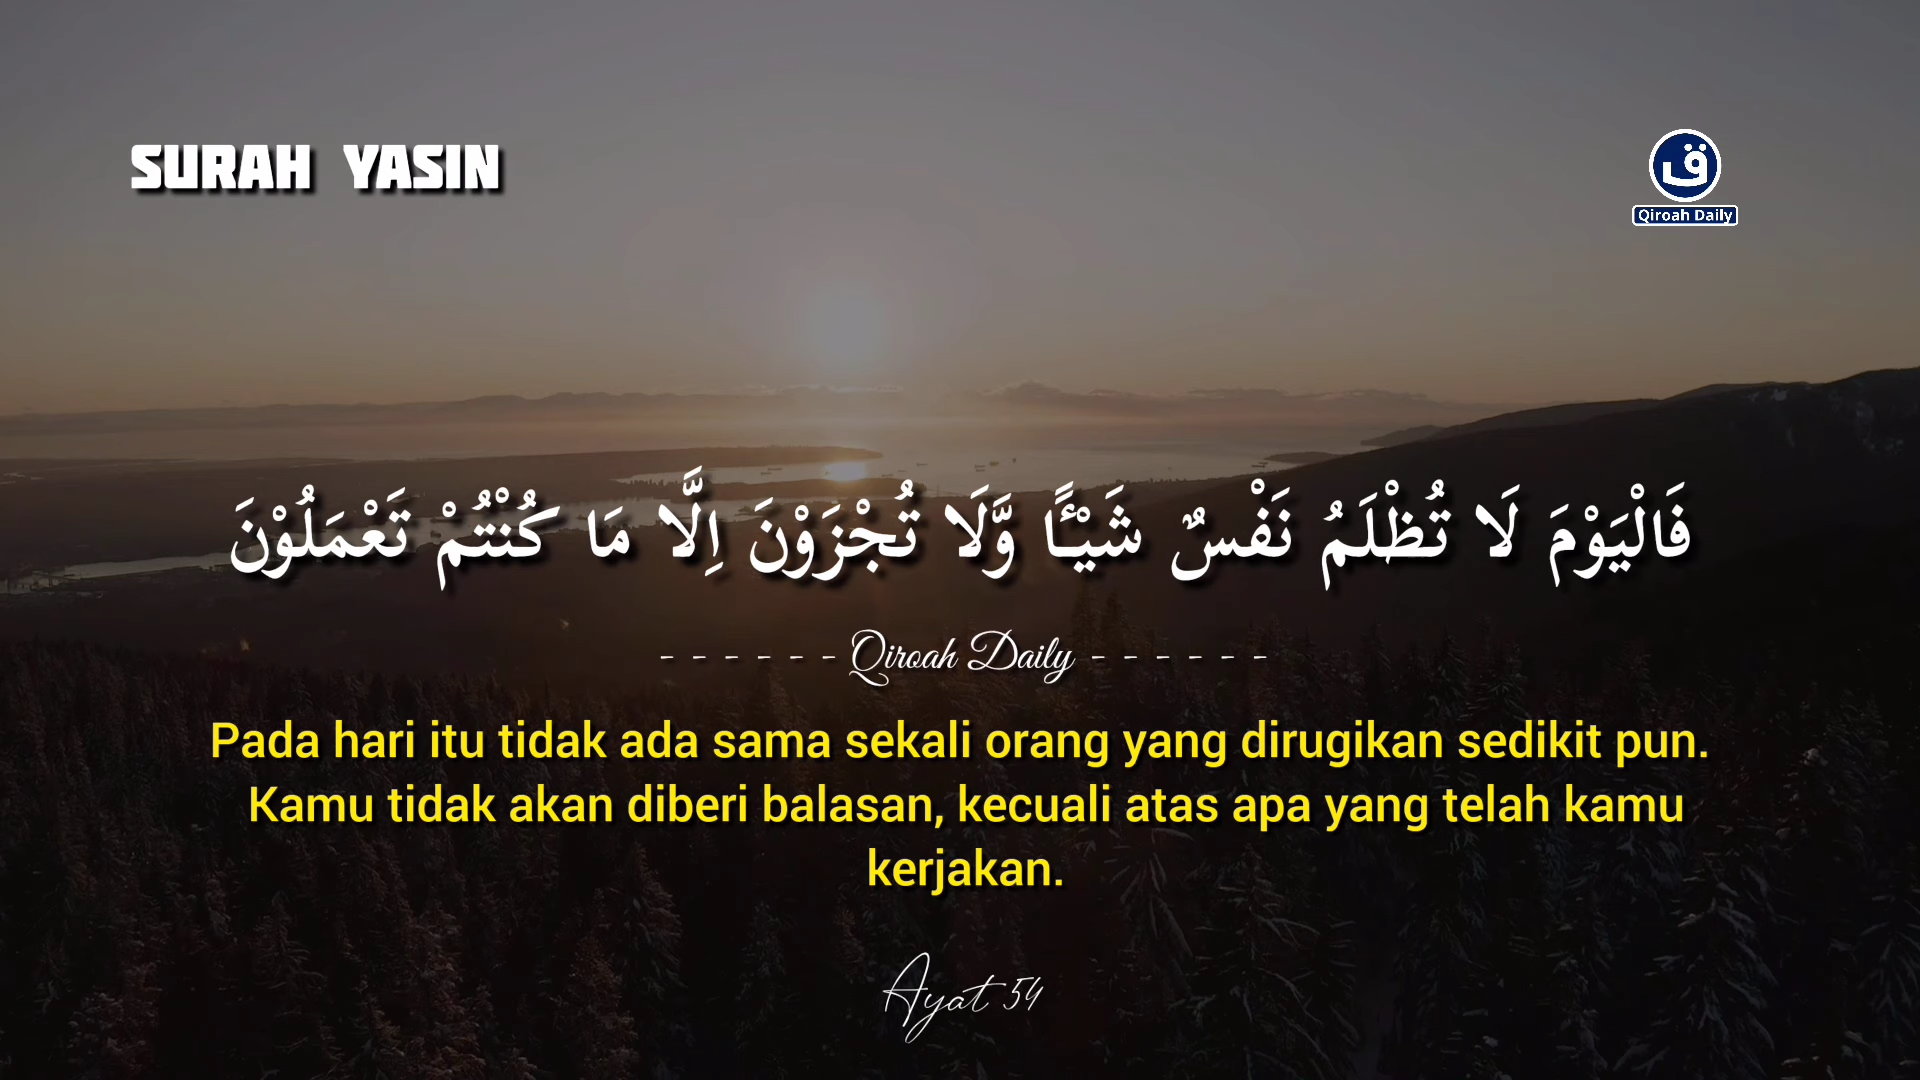 SURAH YASIN
ق
Qiroah Daily
فَالْيَوْمَ لَا تُظْلَمُ نَفْسٌ شَيْـًٔا وَّلَا تُجْزَوْنَ اِلَّا مَا كُنْتُمْ تَعْمَلُوْنَ
- - - - - - Qiroah Daily - - - - - -
Pada hari itu tidak ada sama sekali orang yang dirugikan sedikit pun.
Kamu tidak akan diberi balasan, kecuali atas apa yang telah kamu
kerjakan.
Ayat 54